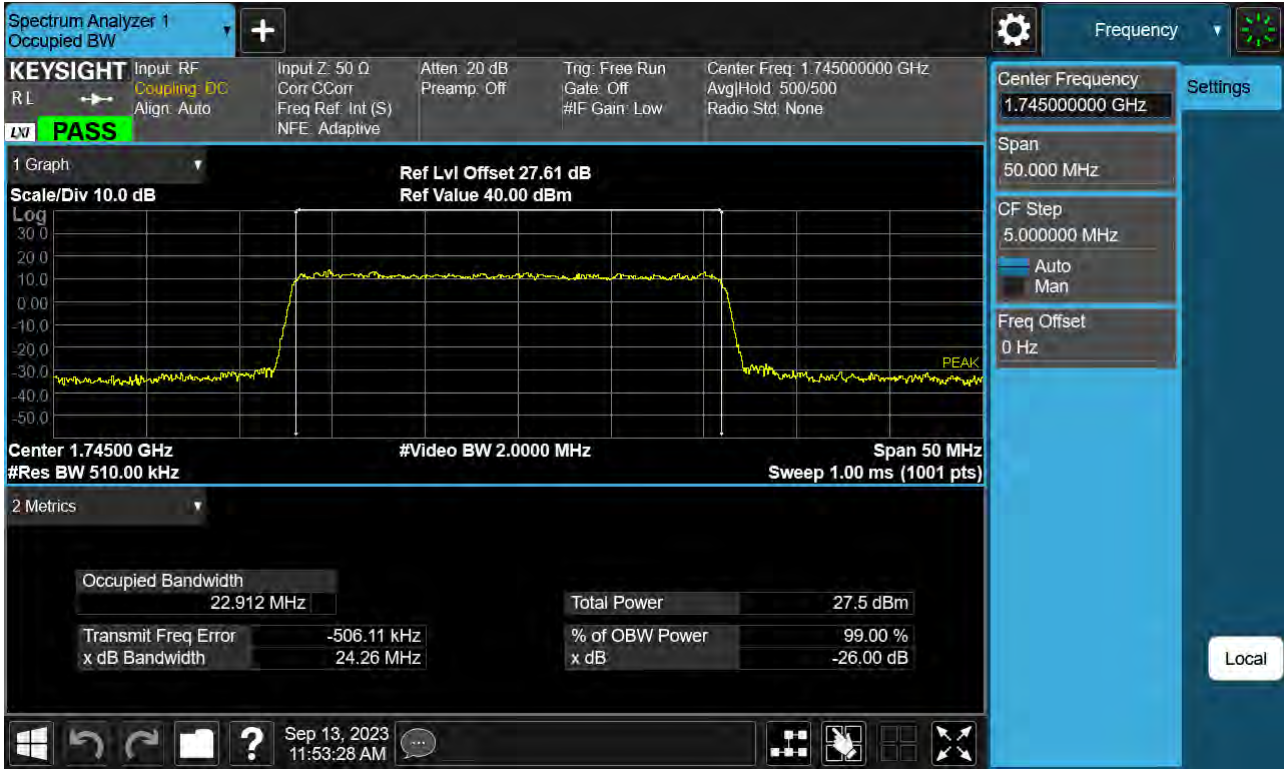 Spectrum Analyzer 1
Occupied BW
Frequency
KEYSIGHT
R L
LXI
PASS
Input: RF
Coupling: DC
Align: Auto
Input Z: 50 Ω
Corr CCorr
Freq Ref: Int (S)
NFE: Adaptive
Atten: 20 dB
Preamp: Off
Trig: Free Run
Gate: Off
#IF Gain: Low
Center Freq: 1.745000000 GHz
Avg|Hold: 500/500
Radio Std: None
Center Frequency
1.745000000 GHz
Settings
Span
50.000 MHz
CF Step
5.000000 MHz
Auto
Man
Freq Offset
0 Hz
Local
1 Graph
Scale/Div 10.0 dB
Ref Lvl Offset 27.61 dB
Ref Value 40.00 dBm
Log
30.0
20.0
10.0
0.00
-10.0
-20.0
-30.0
-40.0
-50.0
PEAK
Center 1.74500 GHz
#Video BW 2.0000 MHz
Span 50 MHz
#Res BW 510.00 kHz
Sweep 1.00 ms (1001 pts)
2 Metrics
Occupied Bandwidth
22.912 MHz
Total Power 27.5 dBm
Transmit Freq Error -506.11 kHz
% of OBW Power 99.00 %
x dB Bandwidth 24.26 MHz
x dB -26.00 dB
?
Sep 13, 2023
11:53:28 AM